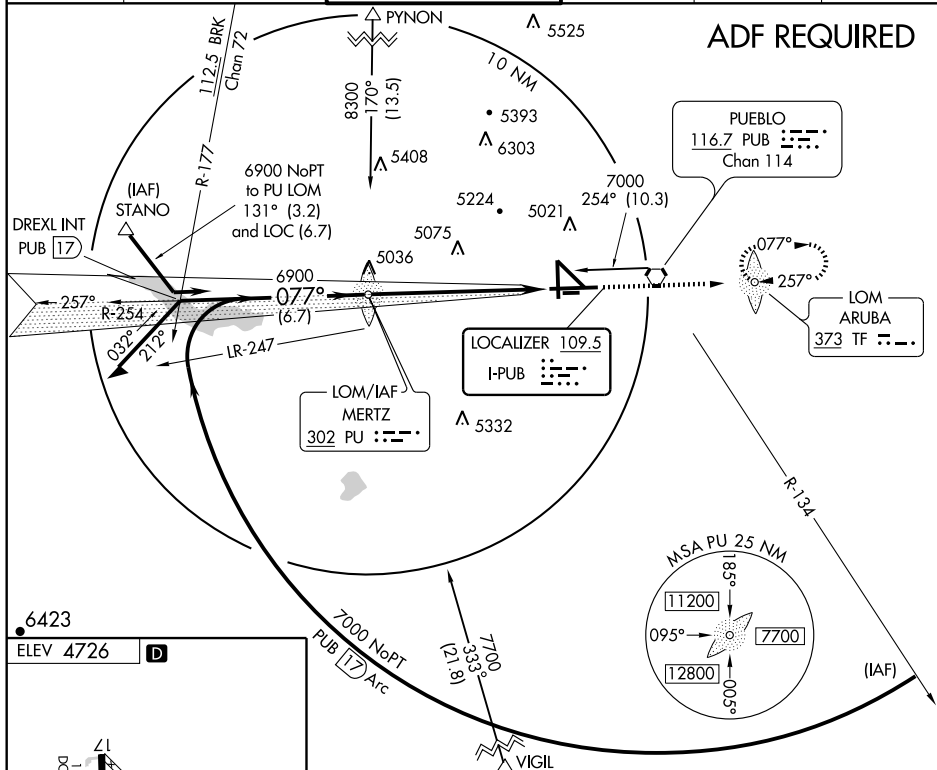 PYNON
5525
ADF REQUIRED
112.5 BRK
Chan 72
10 NM
8300
170°
(13.5)
5393
PUEBLO
116.7 PUB
Chan 114
6303
5408
R-177
6900 NoPT
to PU LOM
131° (3.2)
and LOC (6.7)
(IAF)
STANO
7000
254° (10.3)
5224
5021
DREXL INT
PUB 17
5075
5036
077°
257°
6900
077°
(6.7)
257°
R-254
032°
212°
LR-247
LOM
ARUBA
373 TF
LOCALIZER 109.5
I-PUB
LOM/IAF
MERTZ
302 PU
5332
R-134
MSA PU 25 NM
185°
11200
095°
7700
12800
005°
(IAF)
6423
7000 NoPT
PUB 17 Arc
7700
333°
(21.8)
ELEV 4726 D
17
VIGIL